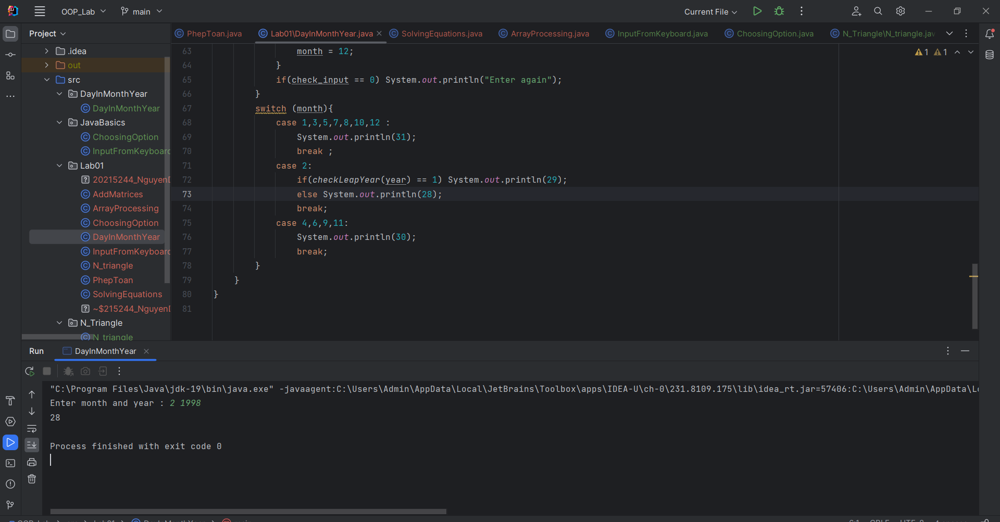 OOP_Lab main Current File
Project
PhepToan.java Lab01\DayInMonthYear.java SolvingEquations.java ArrayProcessing.java InputFromKeyboard.java ChoosingOption.java N_Triangle\N_triangle.jav
.idea
out
src
DayInMonthYear
DayInMonthYear
JavaBasics
ChoosingOption
InputFromKeyboard
Lab01
20215244_NguyenD
AddMatrices
ArrayProcessing
ChoosingOption
DayInMonthYear
InputFromKeyboard
N_triangle
PhepToan
SolvingEquations
~$215244_NguyenD
N_Triangle
N_triangle
1 1
63 month = 12;
64 }
65 if(check_input == 0) System.out.println("Enter again");
66 }
67 switch (month){
68 case 1,3,5,7,8,10,12 :
69 System.out.println(31);
70 break ;
71 case 2:
72 if(checkLeapYear(year) == 1) System.out.println(29);
73 else System.out.println(28);
74 break;
75 case 4,6,9,11:
76 System.out.println(30);
77 break;
78 }
79 }
80 }
81
Run DayInMonthYear
"C:\Program Files\Java\jdk-19\bin\java.exe" -javaagent:C:\Users\Admin\AppData\Local\JetBrains\Toolbox\apps\IDEA-U\ch-0\231.8109.175\lib\idea_rt.jar=57406:C:\Users\Admin\AppData\Lo
Enter month and year : 2 1998
28
Process finished with exit code 0